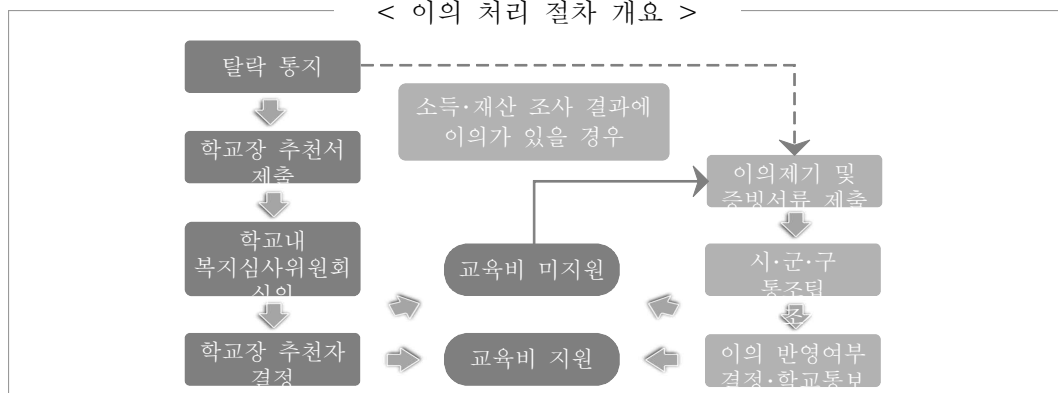 < 이의 처리 절차 개요 >
탈락 통지
소득·재산 조사 결과에
이의가 있을 경우
학교장 추천서
제출
이의제기 및
증빙서류 제출
학교내
복지심사위원회
심의
교육비 미지원
시·군·구
통조팀
조
학교장 추천자
결정
교육비 지원
이의 반영여부
결정·학교통보